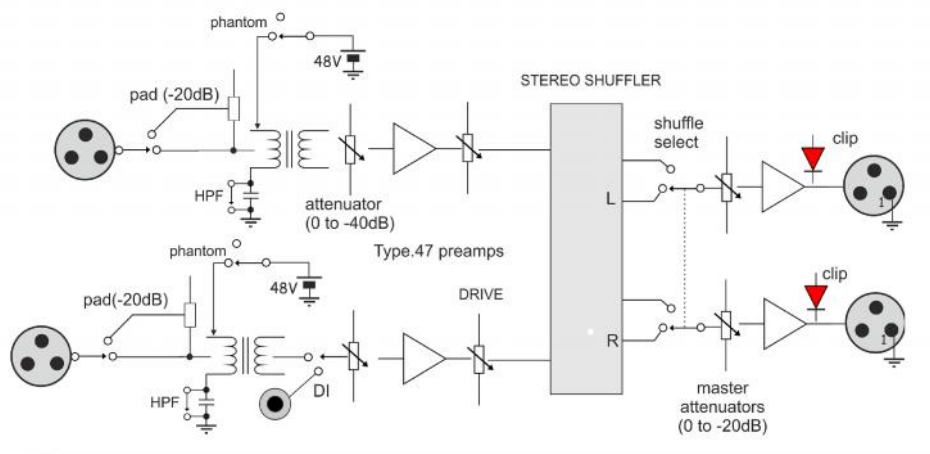 phantom
48V
STEREO SHUFFLER
pad (-20dB)
shuffle
select
clip
HPF
attenuator
(0 to -40dB)
L
1
phantom
Type.47 preamps
48V
DRIVE
clip
pad(-20dB)
R
1
DI
HPF
master
attenuators
(0 to -20dB)